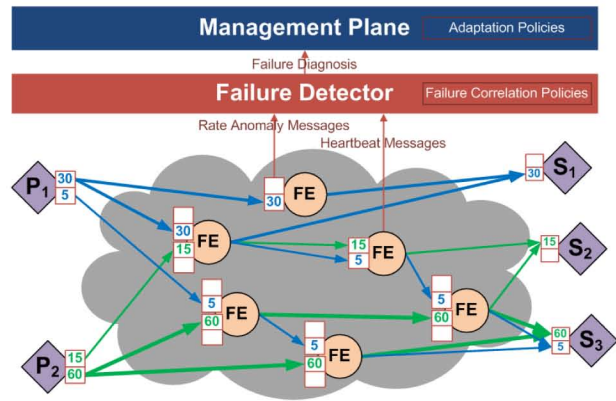 Management Plane
Adaptation Policies
Failure Diagnosis
Failure Detector
Failure Correlation Policies
Rate Anomaly Messages
Heartbeat Messages
P1
30
5
30
FE
30
S1
30
15
FE
15
5
FE
15
S2
5
60
FE
5
60
FE
P2
15
60
5
60
FE
60
5
S3